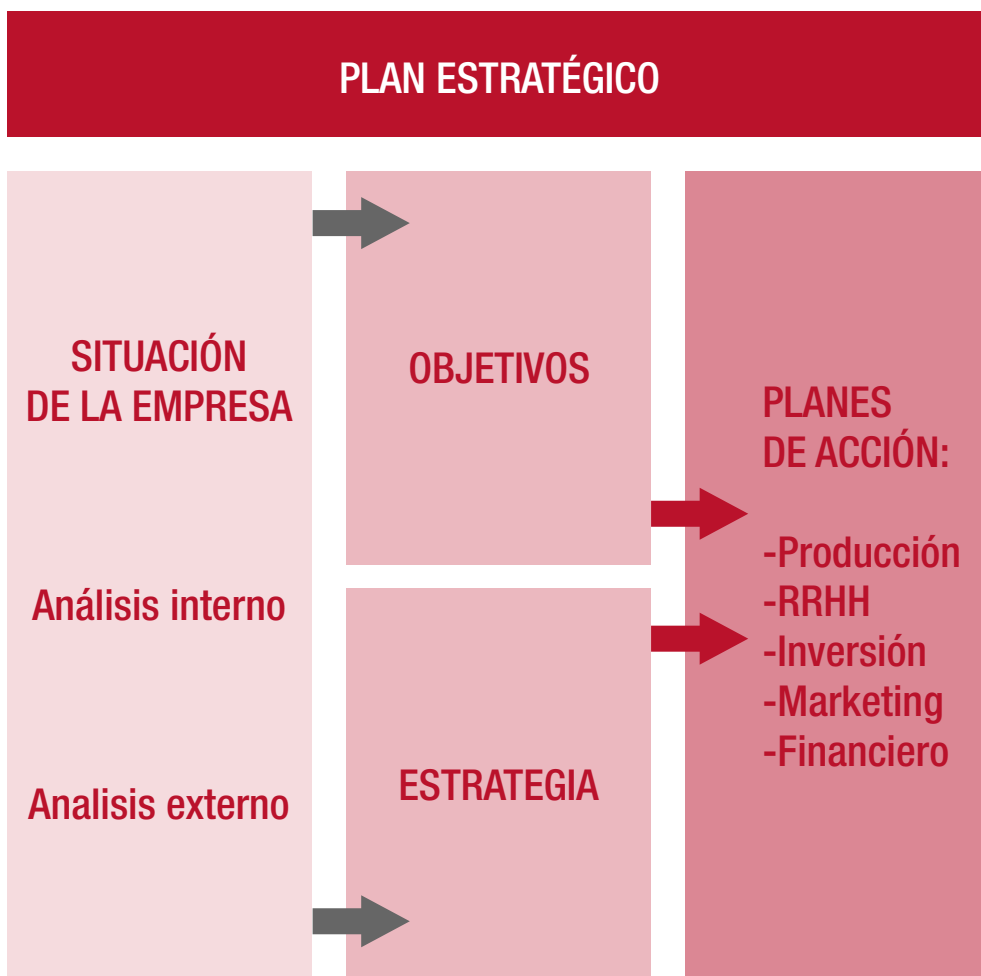 PLAN ESTRATÉGICO
SITUACIÓN
DE LA EMPRESA
Análisis interno
Analisis externo
OBJETIVOS
ESTRATEGIA
PLANES
DE ACCIÓN:
-Producción
-RRHH
-Inversión
-Marketing
-Financiero